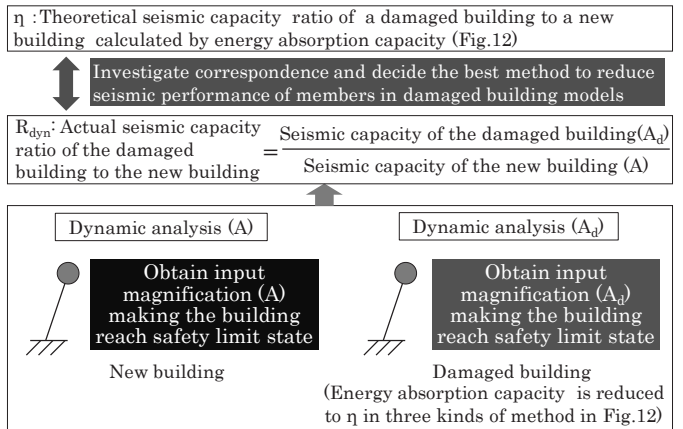 η :Theoretical seismic capacity ratio of a damaged building to a new
building calculated by energy absorption capacity (Fig.12)
Investigate correspondence and decide the best method to reduce
seismic performance of members in damaged building models
R_dyn: Actual seismic capacity
ratio of the damaged
building to the new building
= Seismic capacity of the damaged building(A_d)
Seismic capacity of the new building (A)
Dynamic analysis (A)
Obtain input
magnification (A)
making the building
reach safety limit state
New building
Dynamic analysis (A_d)
Obtain input
magnification (A_d)
making the building
reach safety limit state
Damaged building
(Energy absorption capacity is reduced
to η in three kinds of method in Fig.12)